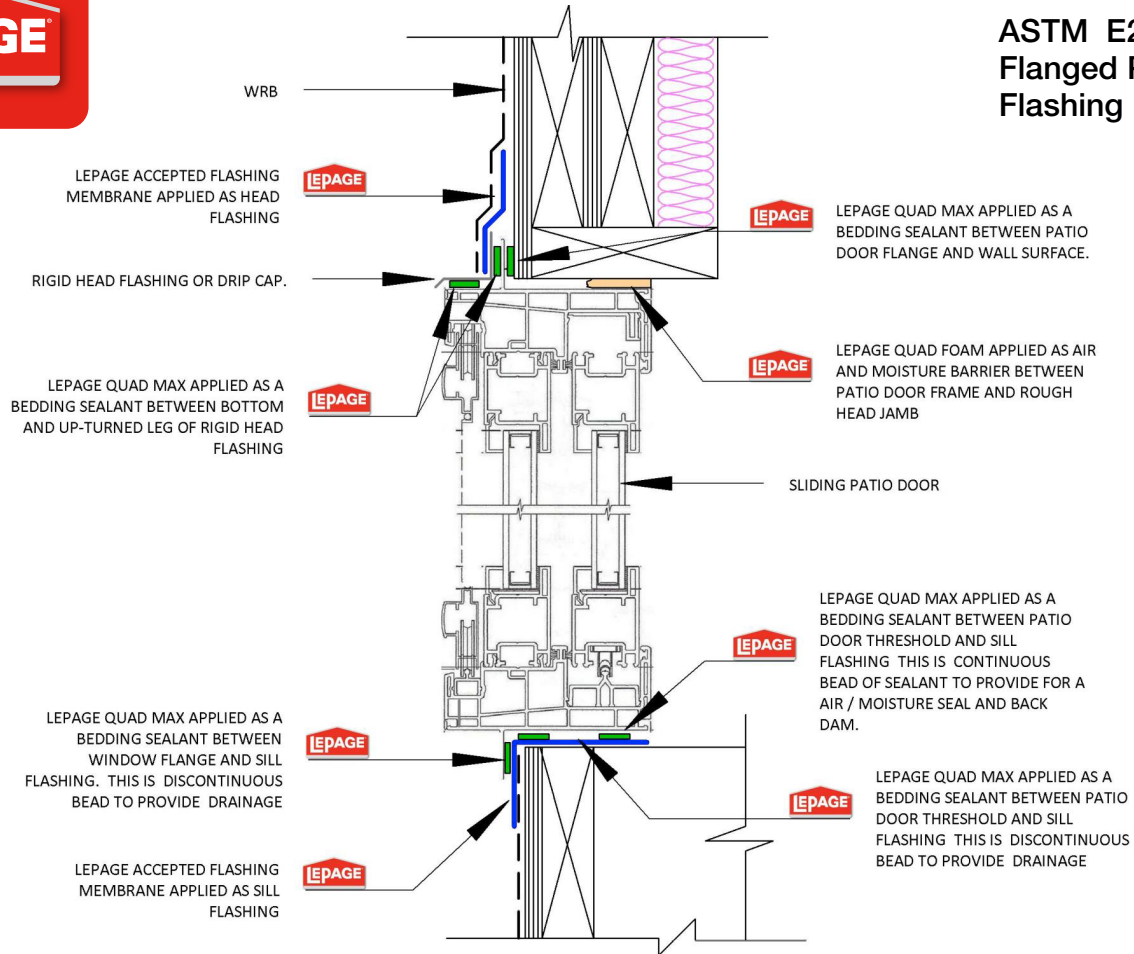 GE
ASTM E2
Flanged P
Flashing
WRB
LEPAGE ACCEPTED FLASHING
MEMBRANE APPLIED AS HEAD
FLASHING
LEPAGE
RIGID HEAD FLASHING OR DRIP CAP.
LEPAGE QUAD MAX APPLIED AS A
BEDDING SEALANT BETWEEN BOTTOM
AND UP-TURNED LEG OF RIGID HEAD
FLASHING
LEPAGE
LEPAGE
LEPAGE QUAD MAX APPLIED AS A
BEDDING SEALANT BETWEEN PATIO
DOOR FLANGE AND WALL SURFACE.
LEPAGE
LEPAGE QUAD FOAM APPLIED AS AIR
AND MOISTURE BARRIER BETWEEN
PATIO DOOR FRAME AND ROUGH
HEAD JAMB
SLIDING PATIO DOOR
LEPAGE
LEPAGE QUAD MAX APPLIED AS A
BEDDING SEALANT BETWEEN PATIO
DOOR THRESHOLD AND SILL
FLASHING THIS IS CONTINUOUS
BEAD OF SEALANT TO PROVIDE FOR A
AIR / MOISTURE SEAL AND BACK
DAM.
LEPAGE QUAD MAX APPLIED AS A
BEDDING SEALANT BETWEEN
WINDOW FLANGE AND SILL
FLASHING. THIS IS DISCONTINUOUS
BEAD TO PROVIDE DRAINAGE
LEPAGE
LEPAGE
LEPAGE QUAD MAX APPLIED AS A
BEDDING SEALANT BETWEEN PATIO
DOOR THRESHOLD AND SILL
FLASHING THIS IS DISCONTINUOUS
BEAD TO PROVIDE DRAINAGE
LEPAGE ACCEPTED FLASHING
MEMBRANE APPLIED AS SILL
FLASHING
LEPAGE